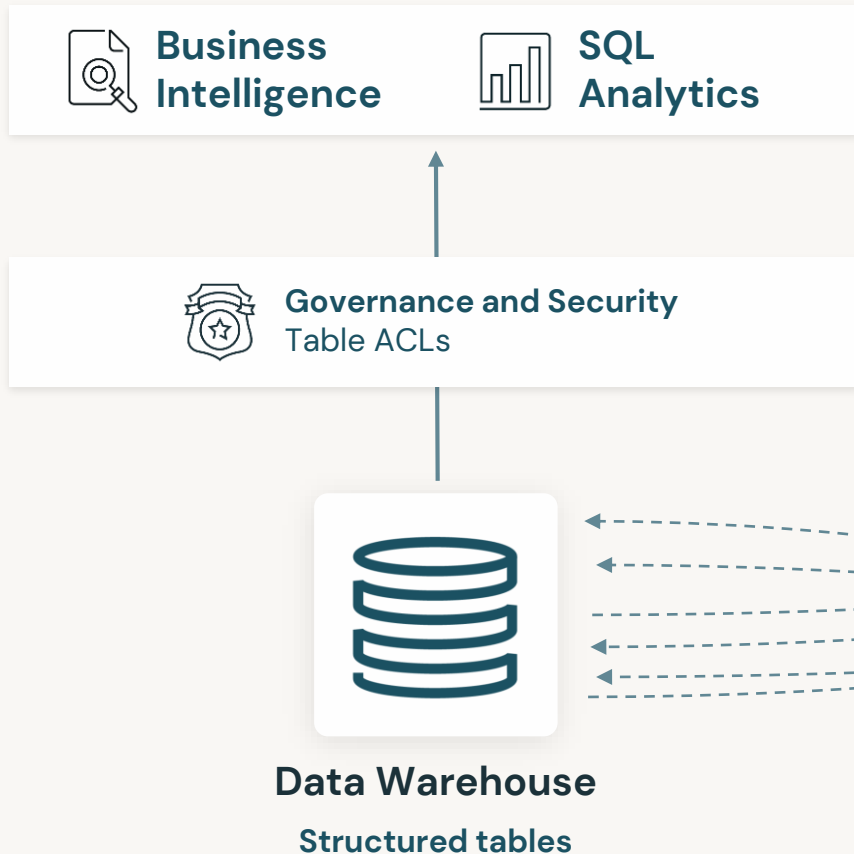 Business
Intelligence
SQL
Analytics
Governance and Security
Table ACLs
Data Warehouse
Structured tables